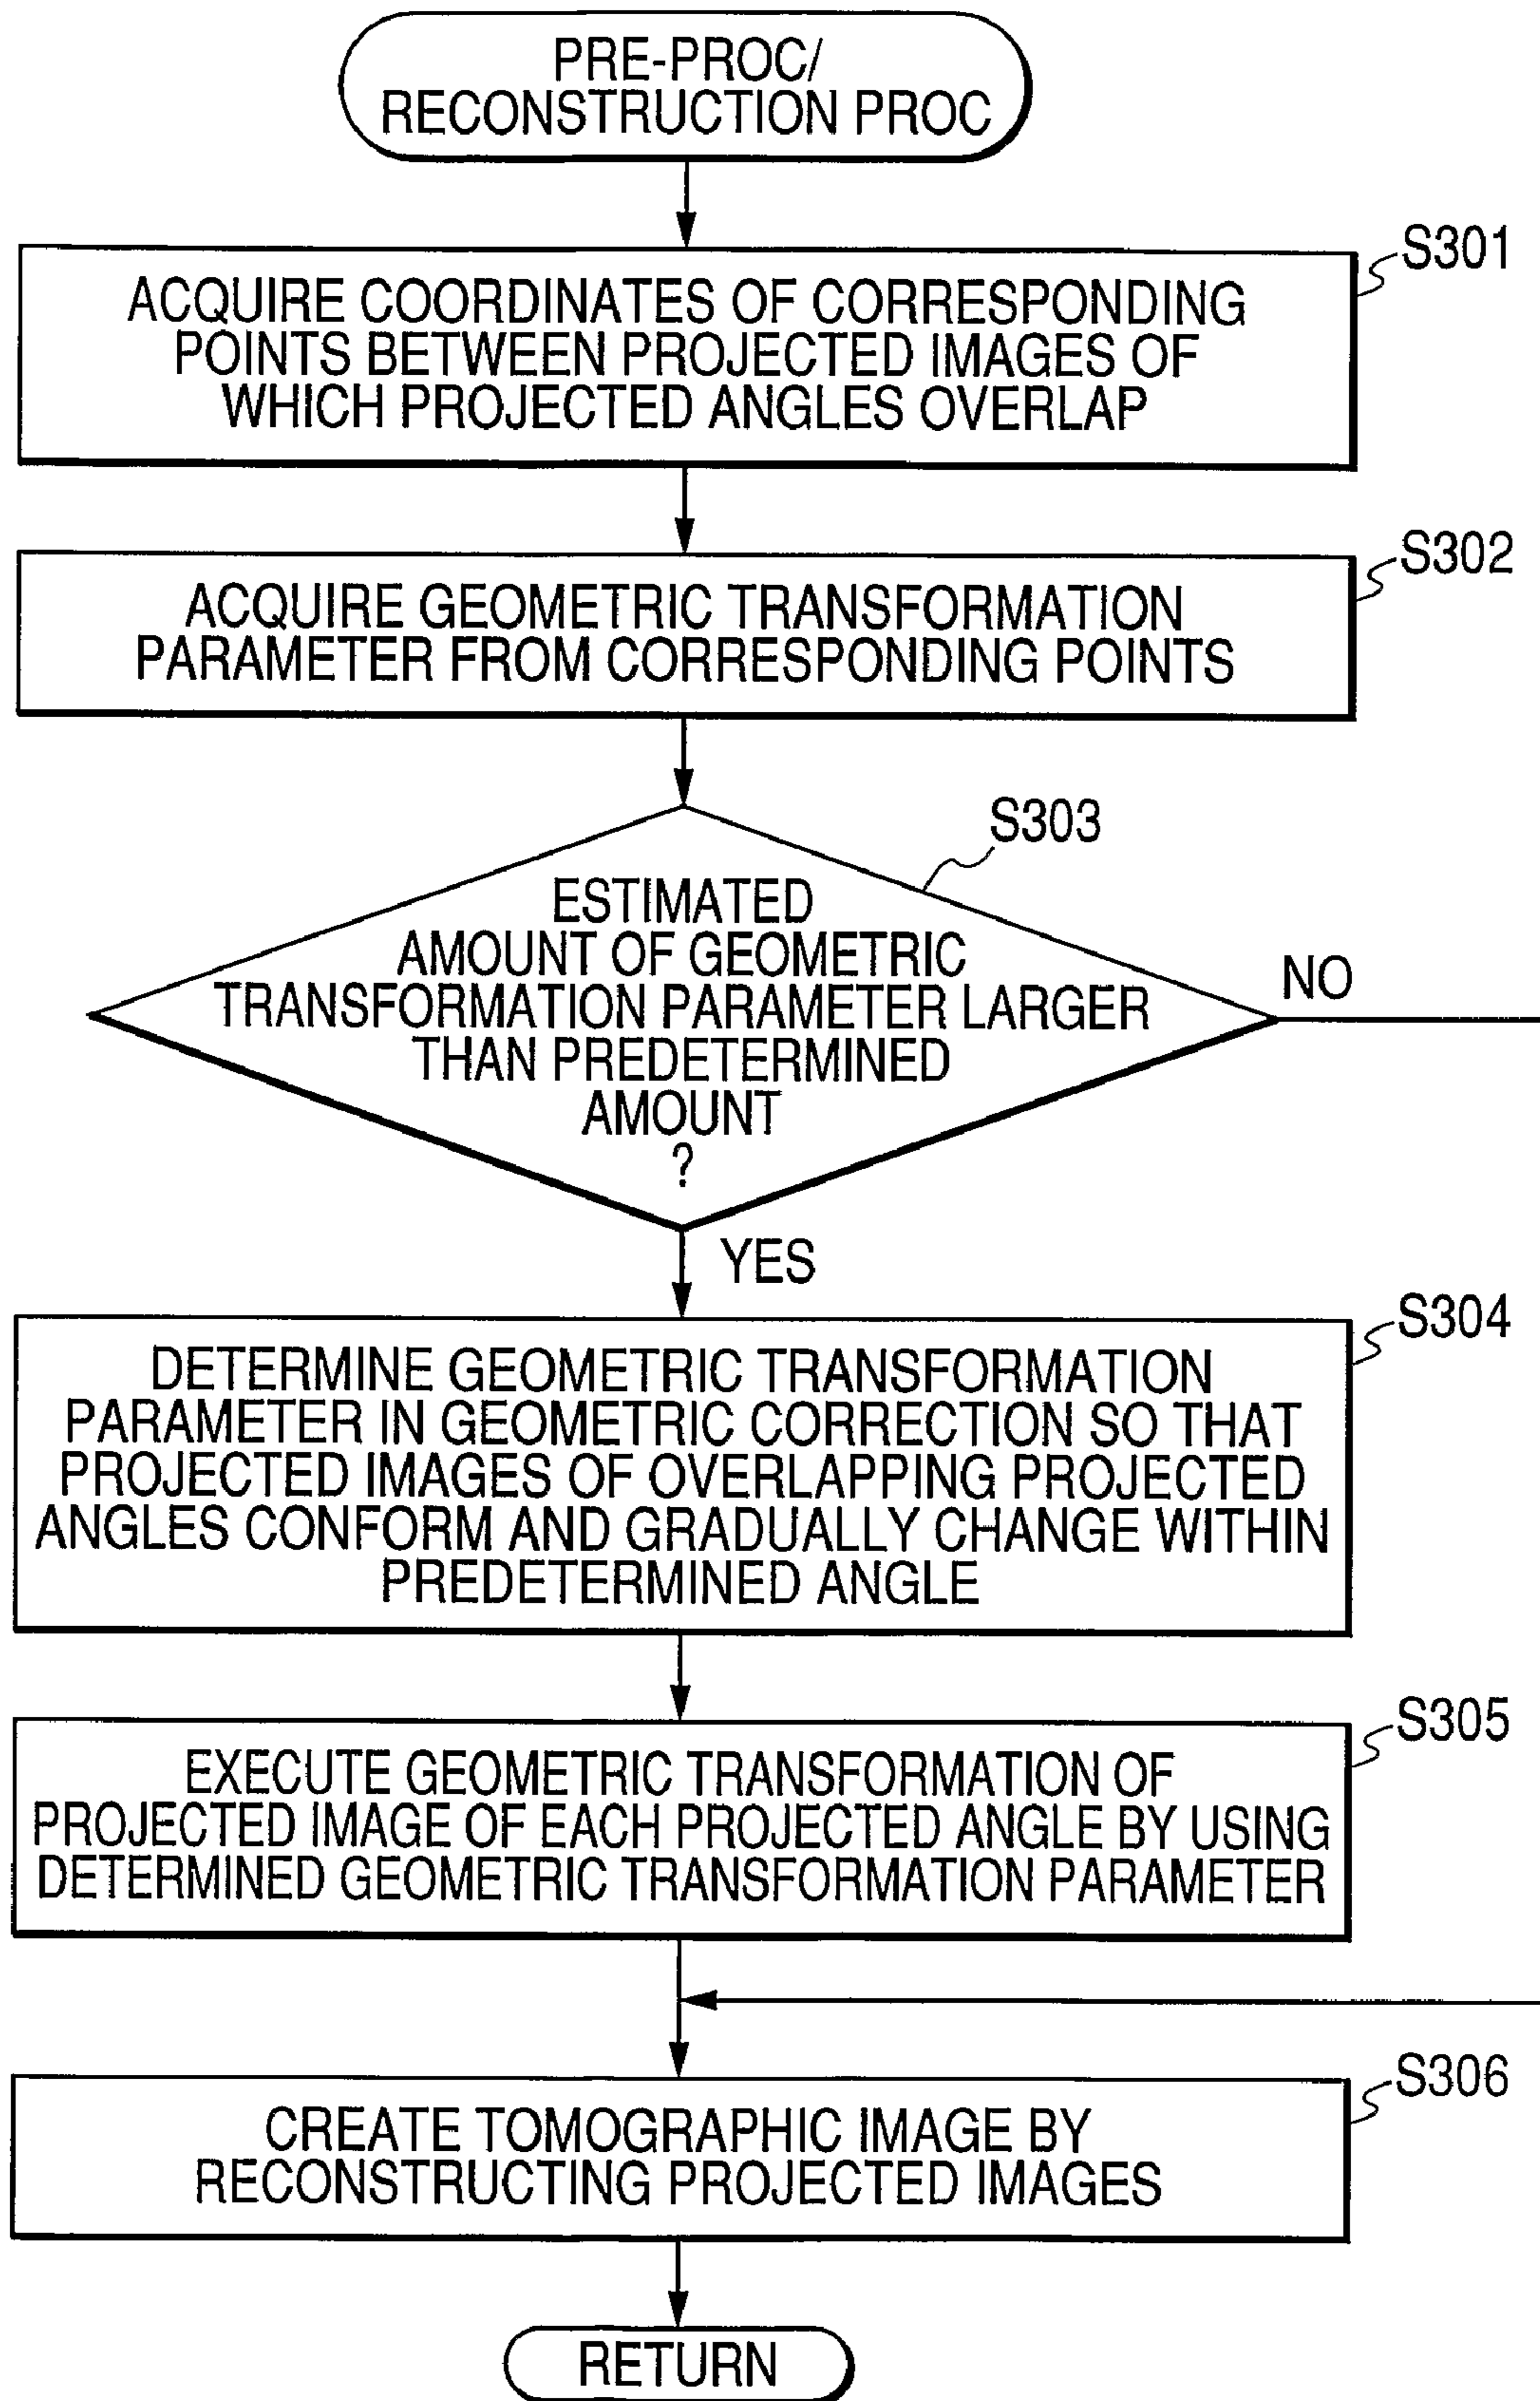 PRE-PROC/
RECONSTRUCTION PROC
S301
ACQUIRE COORDINATES OF CORRESPONDING
POINTS BETWEEN PROJECTED IMAGES OF
WHICH PROJECTED ANGLES OVERLAP
S302
ACQUIRE GEOMETRIC TRANSFORMATION
PARAMETER FROM CORRESPONDING POINTS
S303
ESTIMATED
AMOUNT OF GEOMETRIC
TRANSFORMATION PARAMETER LARGER
THAN PREDETERMINED
AMOUNT
?
NO
YES
S304
DETERMINE GEOMETRIC TRANSFORMATION
PARAMETER IN GEOMETRIC CORRECTION SO THAT
PROJECTED IMAGES OF OVERLAPPING PROJECTED
ANGLES CONFORM AND GRADUALLY CHANGE WITHIN
PREDETERMINED ANGLE
S305
EXECUTE GEOMETRIC TRANSFORMATION OF
PROJECTED IMAGE OF EACH PROJECTED ANGLE BY USING
DETERMINED GEOMETRIC TRANSFORMATION PARAMETER
S306
CREATE TOMOGRAPHIC IMAGE BY
RECONSTRUCTING PROJECTED IMAGES
RETURN